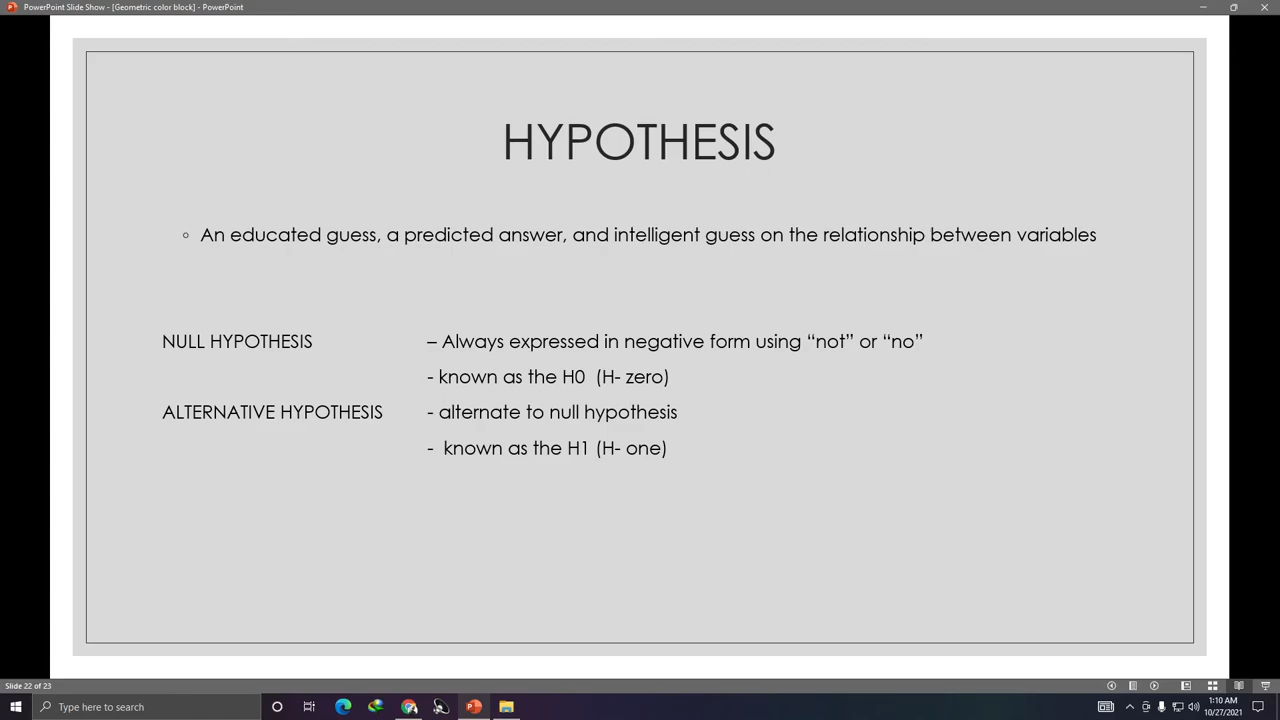 PowerPoint Slide Show - [Geometric color block] - PowerPoint
HYPOTHESIS
◦ An educated guess, a predicted answer, and intelligent guess on the relationship between variables
NULL HYPOTHESIS – Always expressed in negative form using “not” or “no”
- known as the H0 (H- zero)
ALTERNATIVE HYPOTHESIS - alternate to null hypothesis
- known as the H1 (H- one)
Slide 22 of 23
Type here to search
1:10 AM
10/27/2021